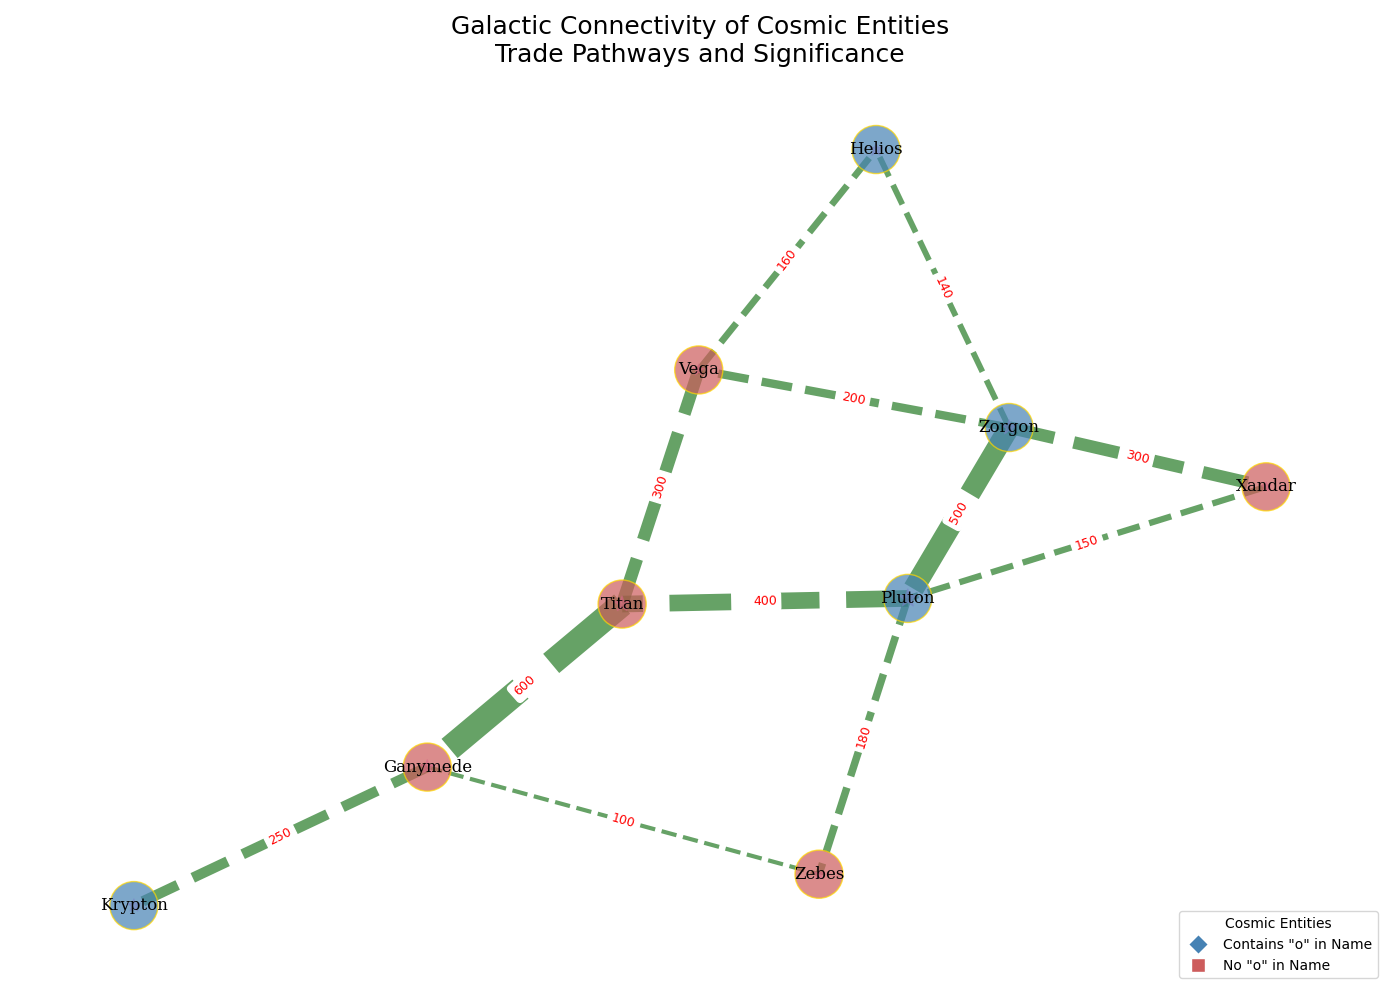 Galactic Connectivity of Cosmic Entities
Trade Pathways and Significance
Helios
160
140
Vega
200
Zorgon
300
Xandar
300
500
150
Titan
400
Pluton
600
180
Ganymede
100
250
Zebes
Krypton
Cosmic Entities
Contains "o" in Name
No "o" in Name